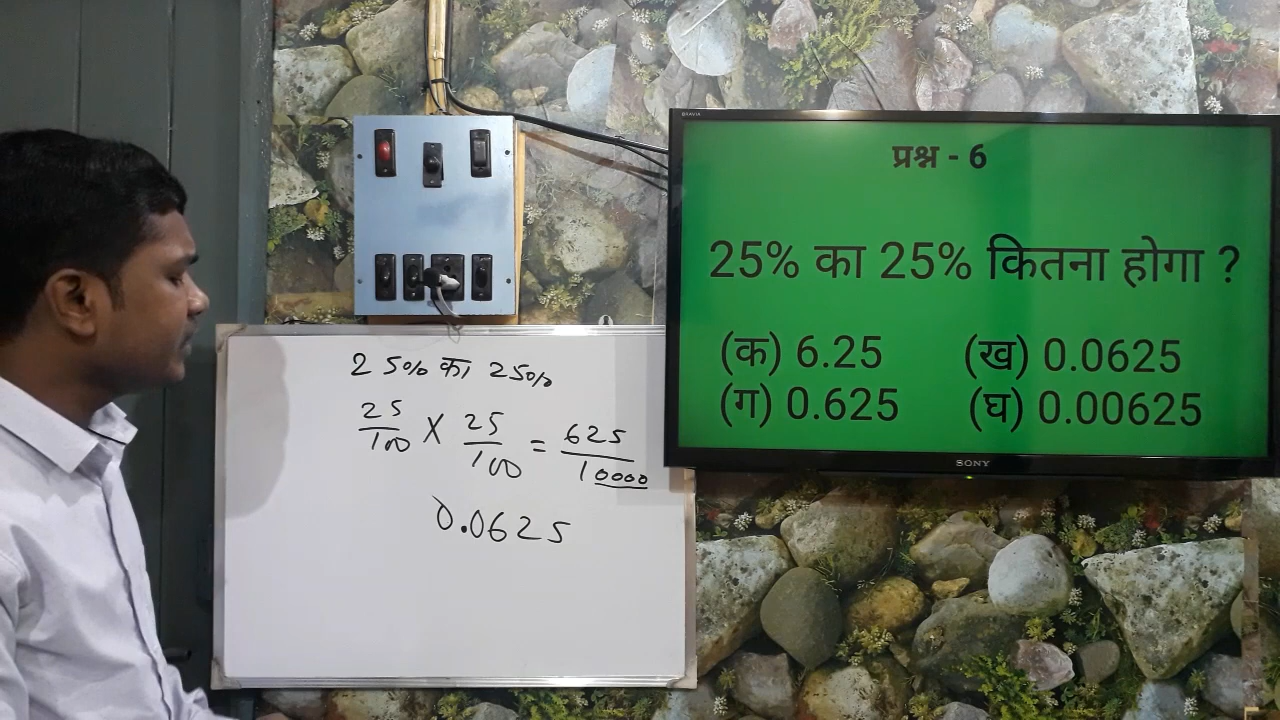 25% का 25%
25/100 X 25/100 = 625/10000
0.0625
BRAVIA
प्रश्न - 6
25% का 25% कितना होगा ?
(क) 6.25 (ख) 0.0625
(ग) 0.625 (घ) 0.00625
SONY